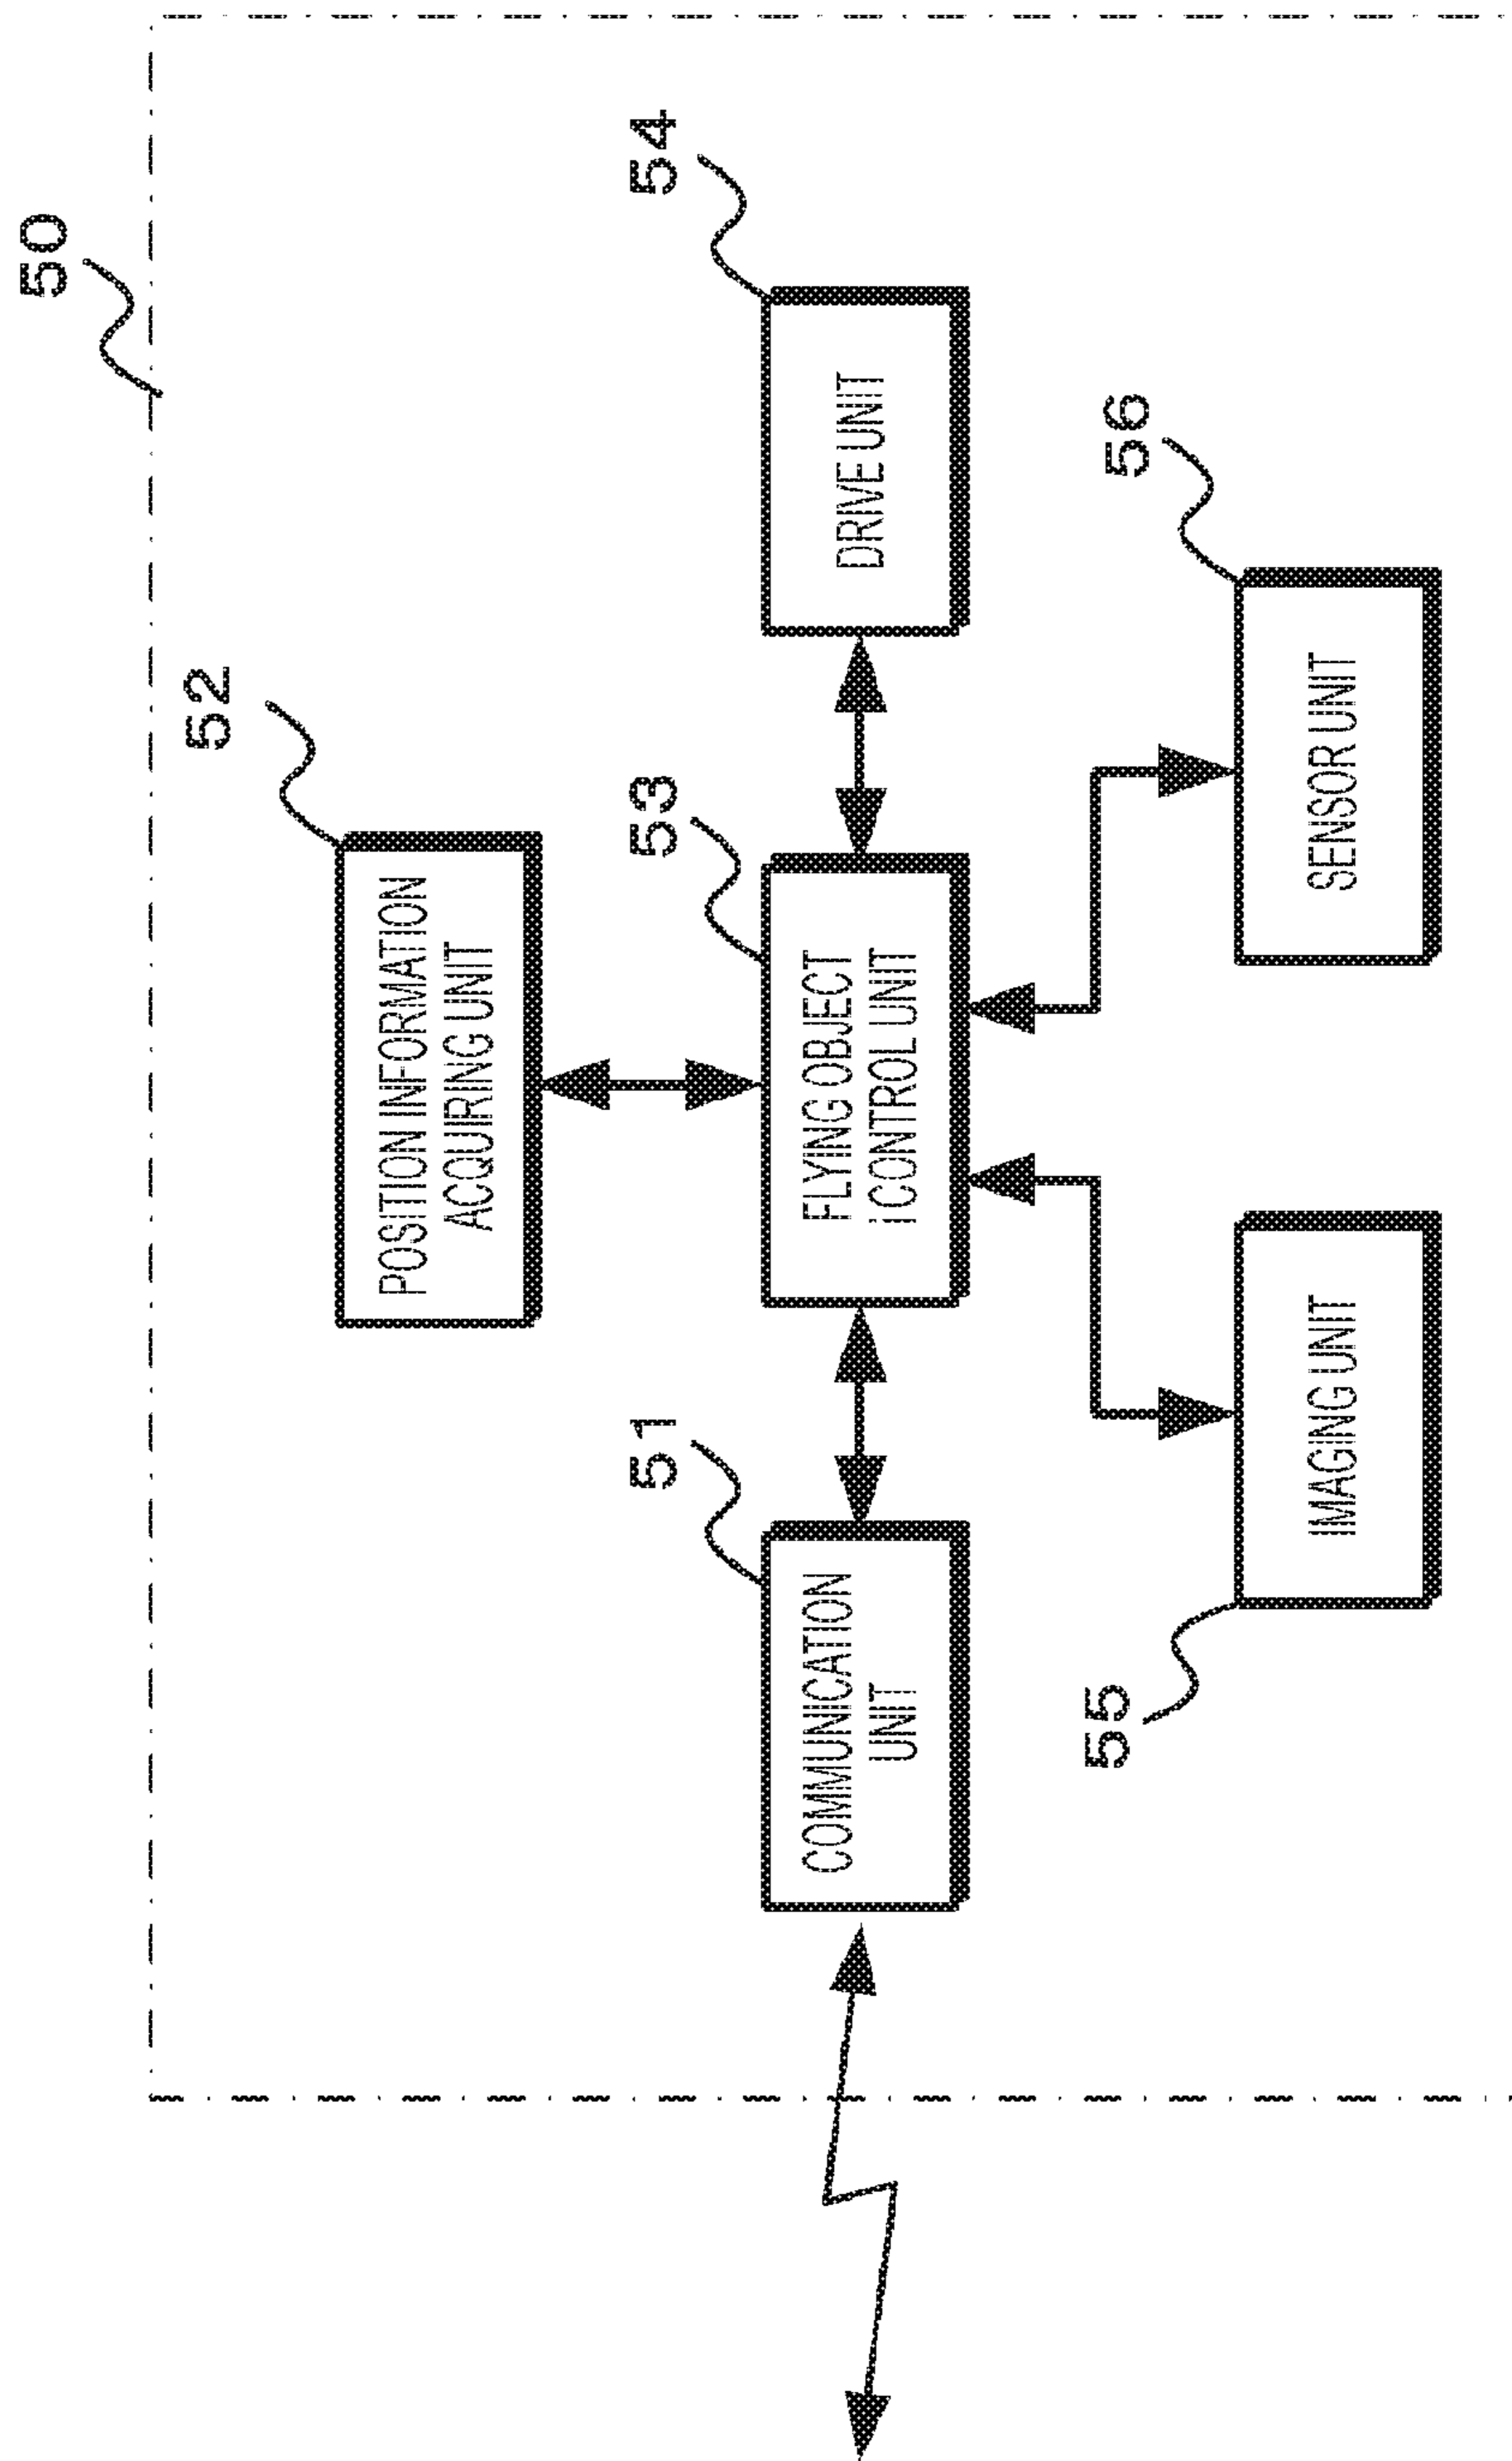 50
52
POSITION INFORMATION
ACQUIRING UNIT
51
COMMUNICATION
UNIT
53
FLYING OBJECT
CONTROL UNIT
54
DRIVE UNIT
55
IMAGING UNIT
56
SENSOR UNIT